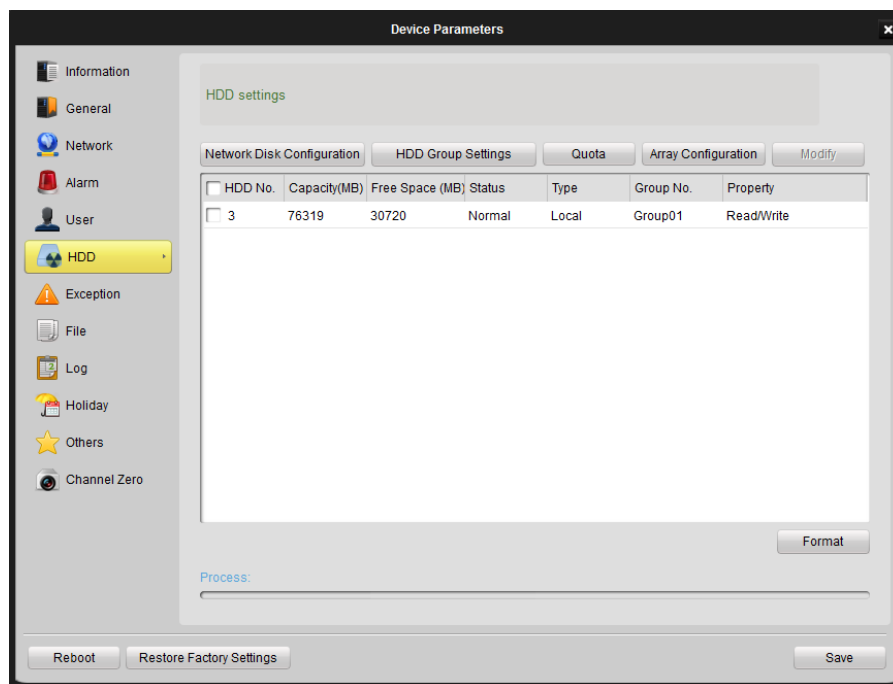 Device Parameters
Information
General
Network
Alarm
User
HDD
Exception
File
Log
Holiday
Others
Channel Zero
HDD settings
Network Disk Configuration HDD Group Settings Quota Array Configuration Modify
HDD No. Capacity(MB) Free Space (MB) Status Type Group No. Property
3 76319 30720 Normal Local Group01 Read/Write
Format
Process:
Reboot Restore Factory Settings Save